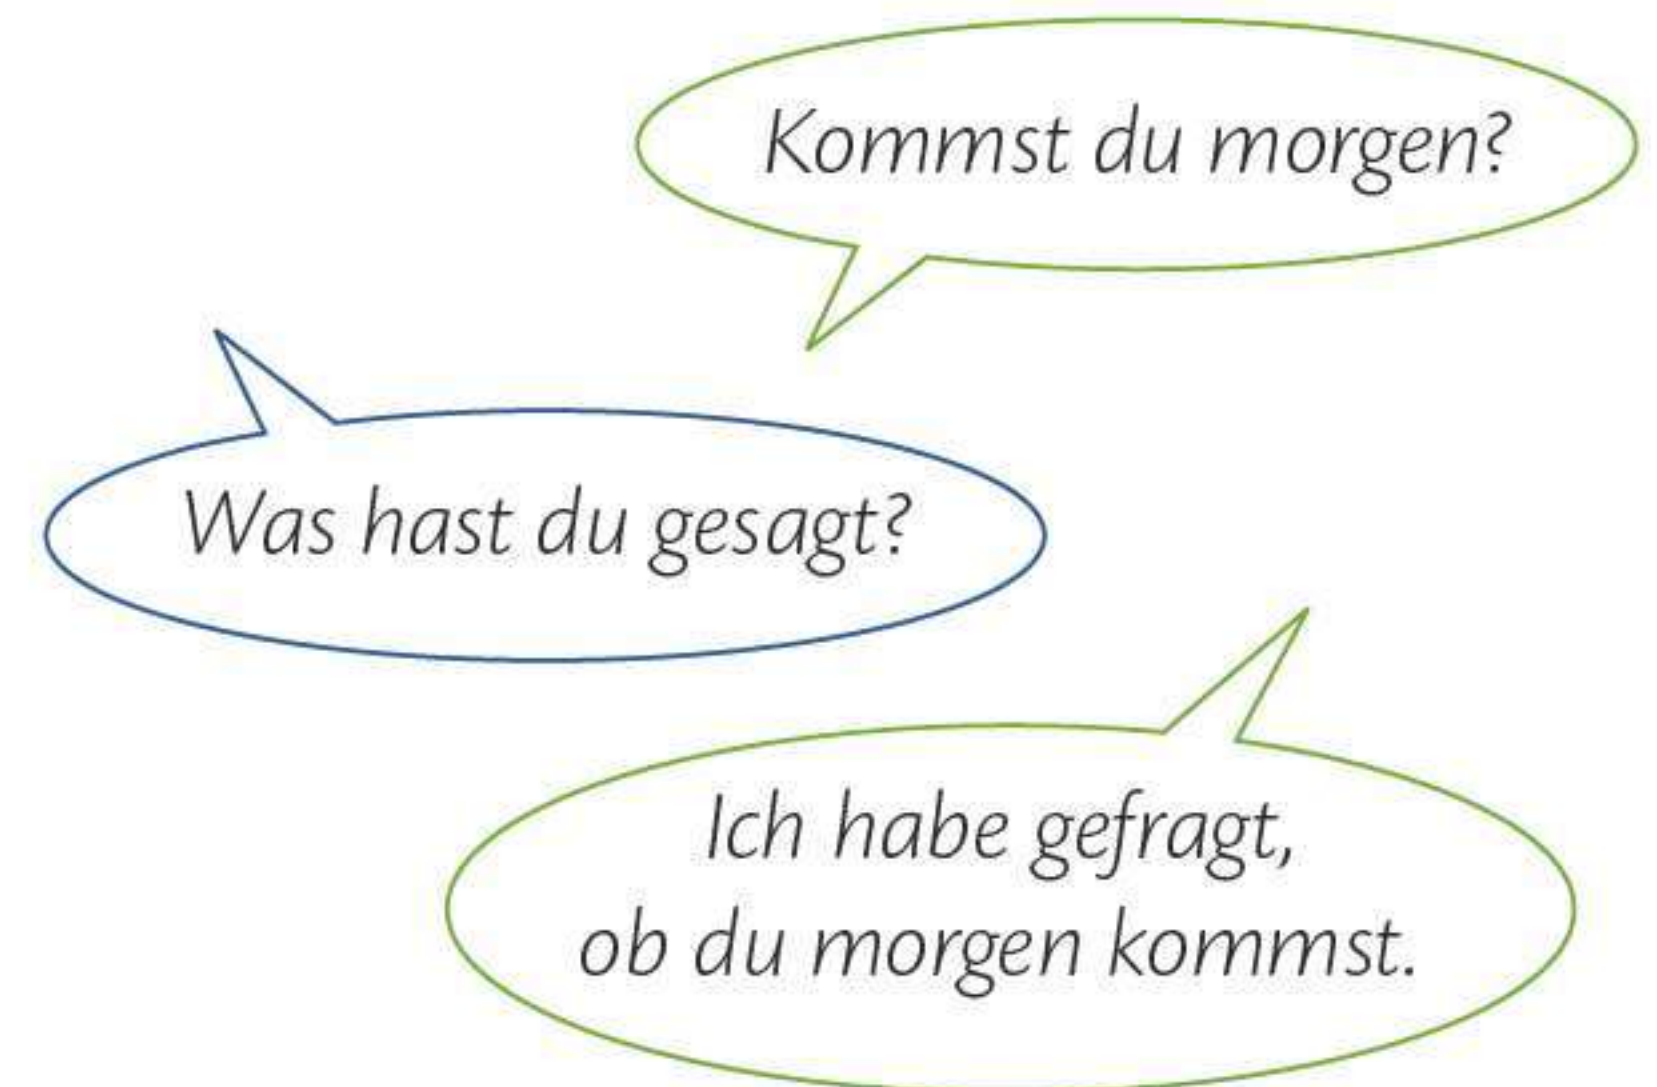 Kommst du morgen?
Was hast du gesagt?
Ich habe gefragt,
ob du morgen kommst.